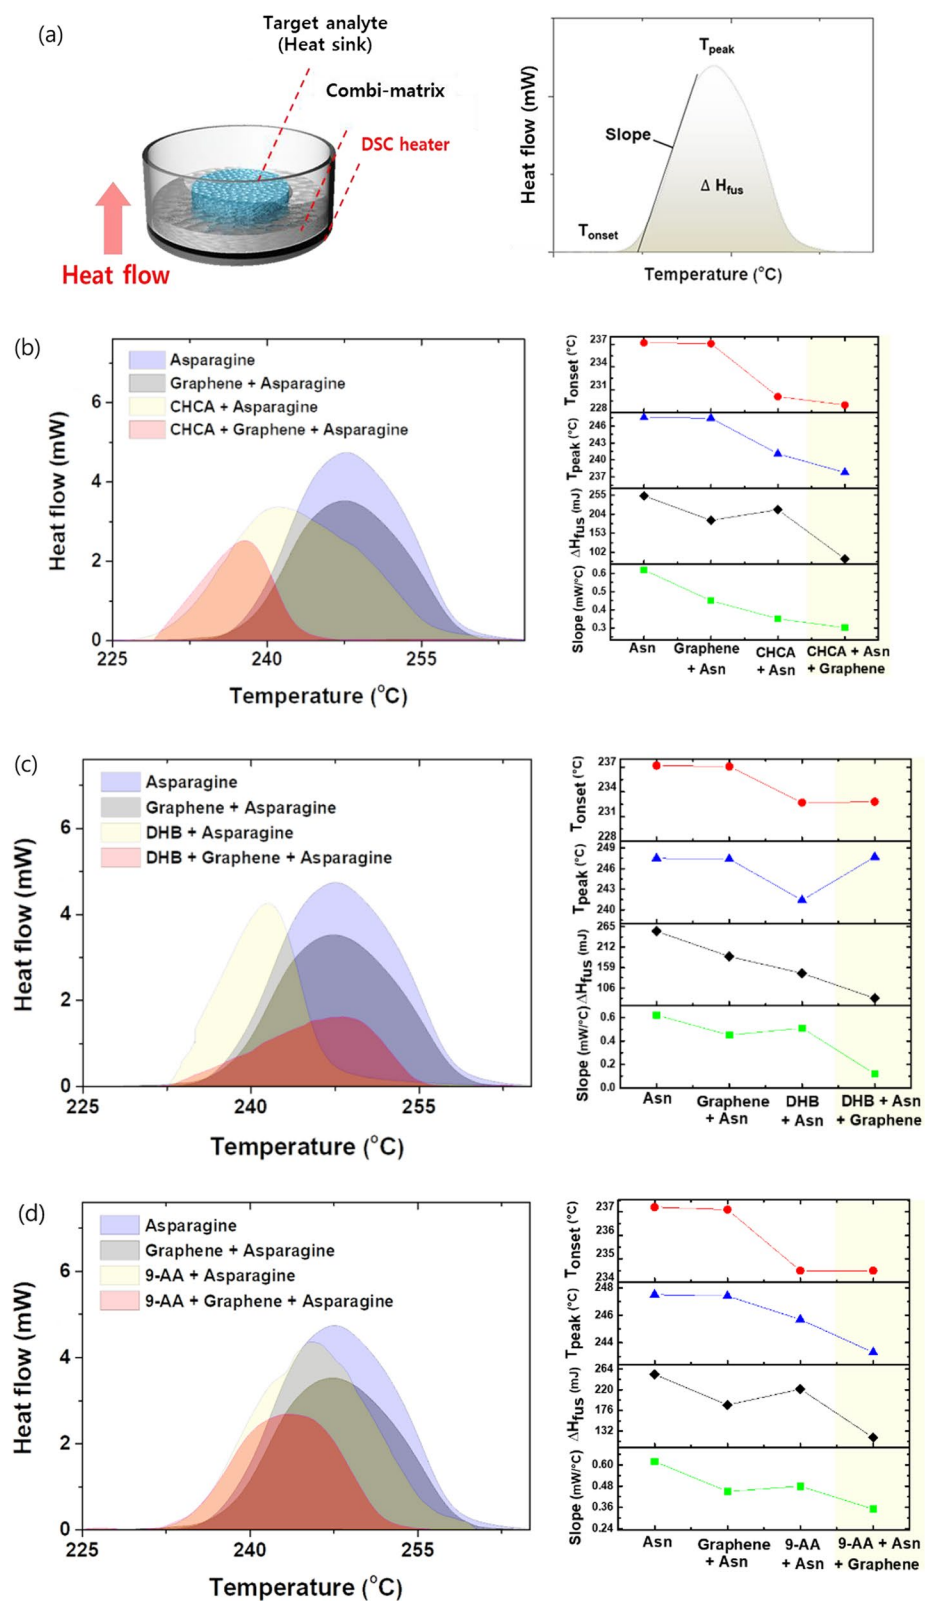 (a)
Target analyte
(Heat sink)
Combi-matrix
DSC heater
Heat flow
Heat flow (mW)
Tpeak
Slope
Δ Hfus
Tonset
Temperature (°C)
(b)
Heat flow (mW)
6
4
2
0
Asparagine
Graphene + Asparagine
CHCA + Asparagine
CHCA + Graphene + Asparagine
225 240 255
Temperature (°C)
Tonset (°C)
237
234
231
228
Tpeak (°C)
246
243
240
237
ΔHfus (mJ)
255
204
153
102
Slope (mW/°C)
0.6
0.5
0.4
0.3
Asn Graphene CHCA CHCA + Asn
+ Asn + Asn + Graphene
(c)
Heat flow (mW)
6
4
2
0
Asparagine
Graphene + Asparagine
DHB + Asparagine
DHB + Graphene + Asparagine
225 240 255
Temperature (°C)
Tonset (°C)
237
234
231
228
Tpeak (°C)
249
246
243
240
ΔHfus (mJ)
265
212
159
106
Slope (mW/°C)
0.6
0.4
0.2
0.0
Asn Graphene DHB DHB + Asn
+ Asn + Asn + Graphene
(d)
Heat flow (mW)
6
4
2
0
Asparagine
Graphene + Asparagine
9-AA + Asparagine
9-AA + Graphene + Asparagine
225 240 255
Temperature (°C)
Tonset (°C)
237
236
235
234
Tpeak (°C)
248
246
244
ΔHfus (mJ)
264
220
176
132
Slope (mW/°C)
0.60
0.48
0.36
0.24
Asn Graphene 9-AA 9-AA + Asn
+ Asn + Asn + Graphene